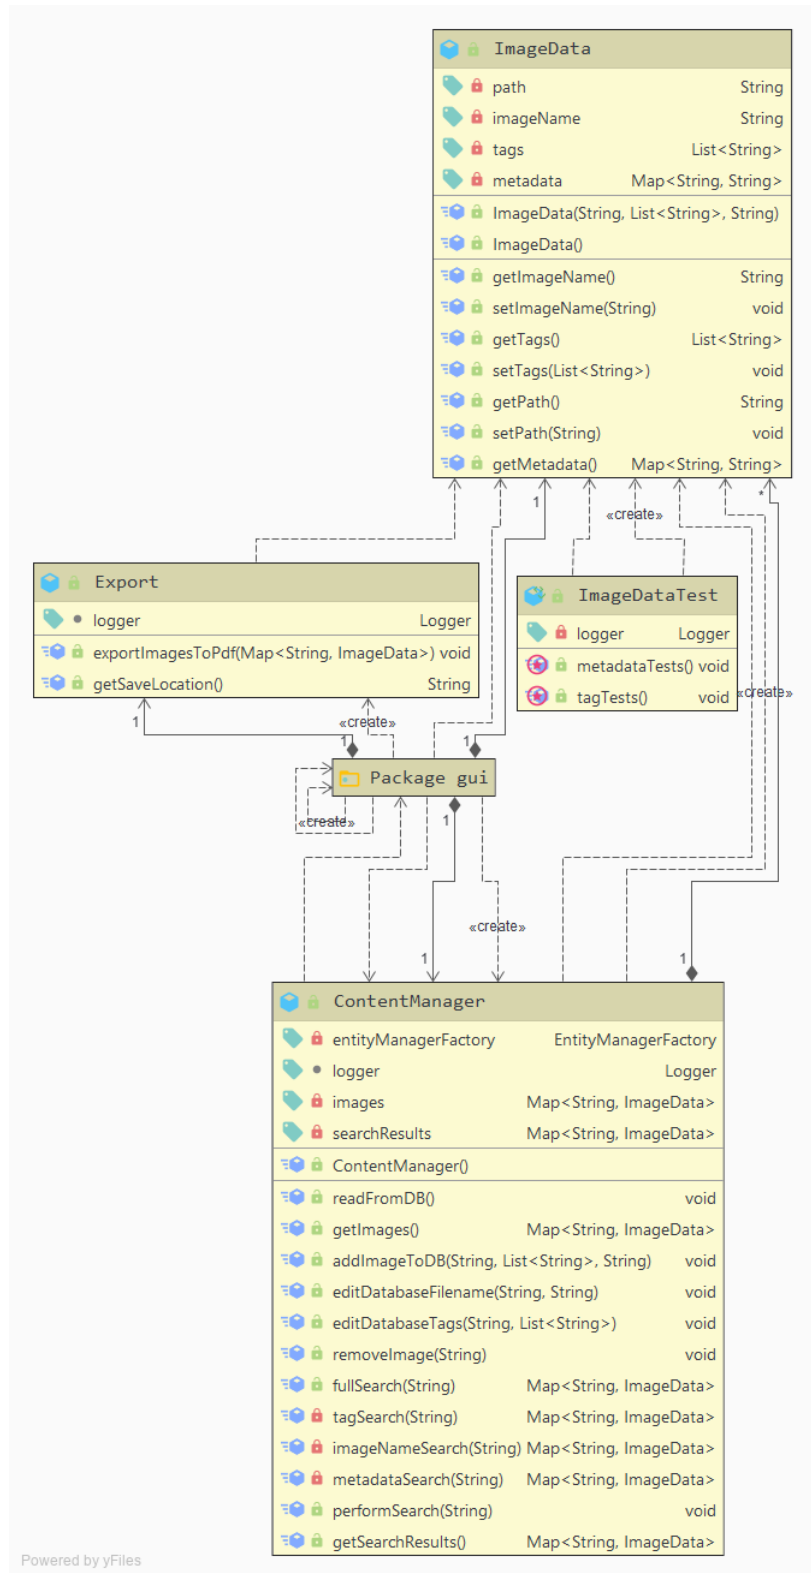 ImageData
path String
imageName String
tags List<String>
metadata Map<String, String>
ImageData(String, List<String>, String)
ImageData()
getImageName() String
setImageName(String) void
getTags() List<String>
setTags(List<String>) void
getPath() String
setPath(String) void
getMetadata() Map<String, String>
1
*
«create»
Export
logger Logger
exportImagesToPdf(Map<String, ImageData>) void
getSaveLocation() String
ImageDataTest
logger Logger
metadataTests() void
tagTests() void
«create»
1
«create»
1
1
Package gui
«create»
1
«create»
1
1
ContentManager
entityManagerFactory EntityManagerFactory
logger Logger
images Map<String, ImageData>
searchResults Map<String, ImageData>
ContentManager()
readFromDB() void
getImages() Map<String, ImageData>
addImageToDB(String, List<String>, String) void
editDatabaseFilename(String, String) void
editDatabaseTags(String, List<String>) void
removeImage(String) void
fullSearch(String) Map<String, ImageData>
tagSearch(String) Map<String, ImageData>
imageNameSearch(String) Map<String, ImageData>
metadataSearch(String) Map<String, ImageData>
performSearch(String) void
getSearchResults() Map<String, ImageData>
Powered by yFiles